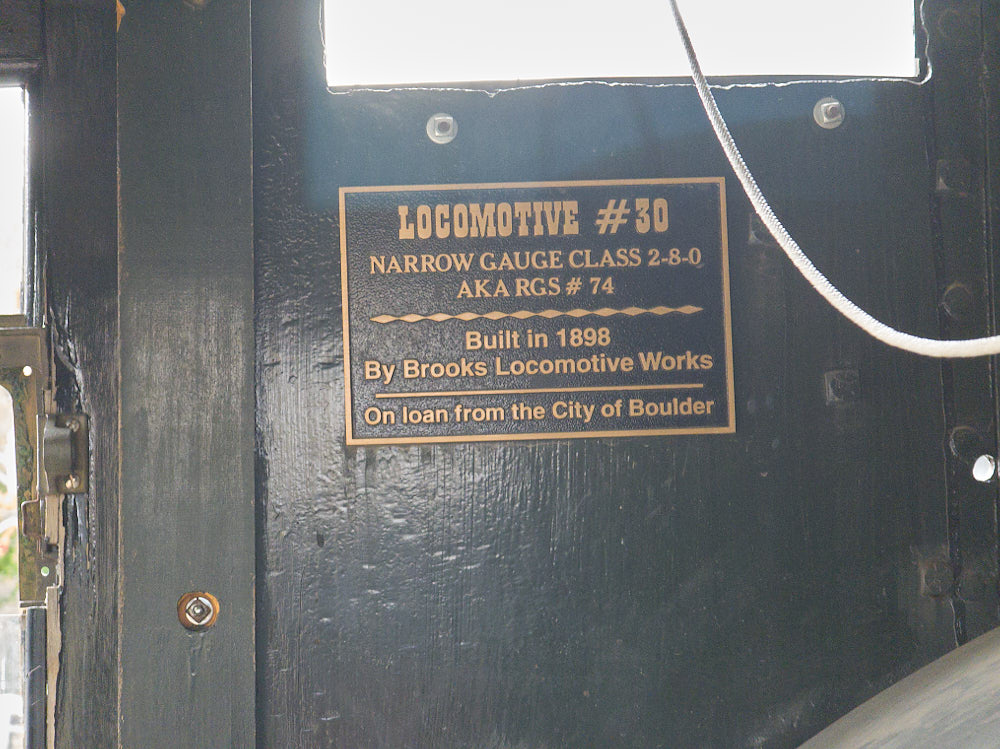 LOCOMOTIVE #30
NARROW GAUGE CLASS 2-8-0
AKA RGS # 74
Built in 1898
By Brooks Locomotive Works
On loan from the City of Boulder